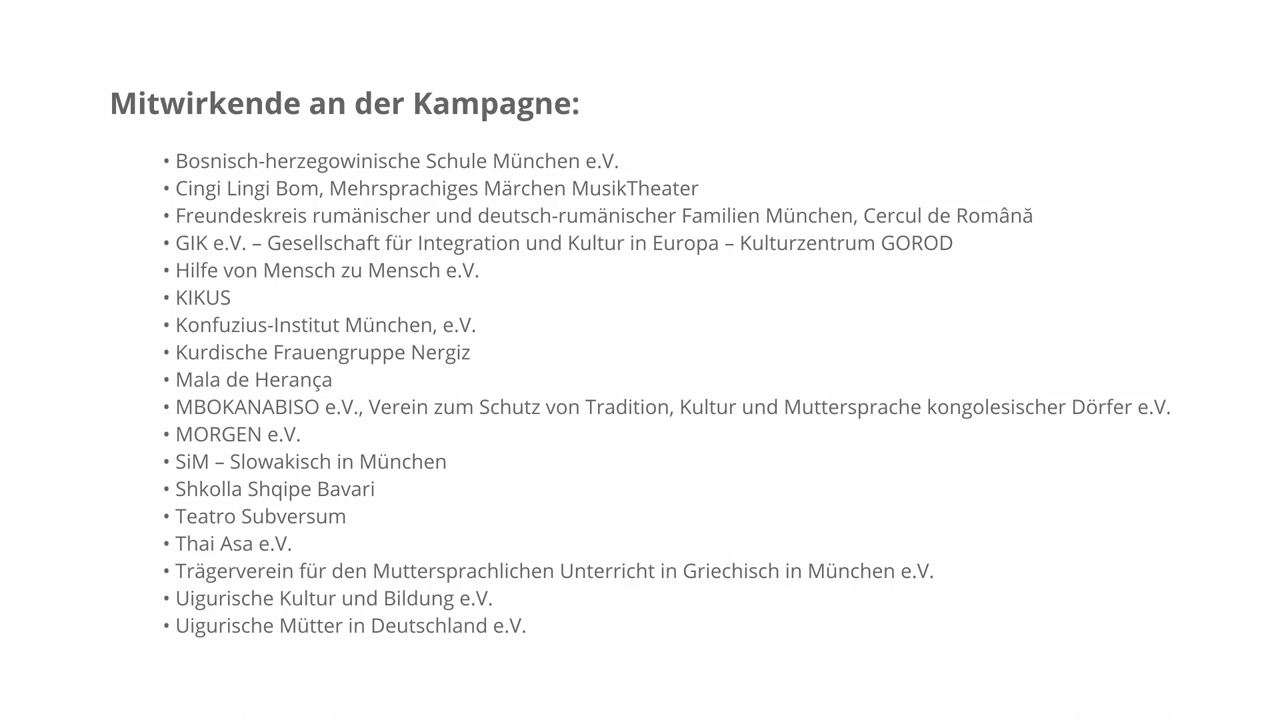 Mitwirkende an der Kampagne:
• Bosnisch-herzegowinische Schule München e.V.
• Cingi Lingi Bom, Mehrsprachiges Märchen MusikTheater
• Freundeskreis rumänischer und deutsch-rumänischer Familien München, Cercul de Română
• GIK e.V. – Gesellschaft für Integration und Kultur in Europa – Kulturzentrum GOROD
• Hilfe von Mensch zu Mensch e.V.
• KIKUS
• Konfuzius-Institut München, e.V.
• Kurdische Frauengruppe Nergiz
• Mala de Herança
• MBOKANABISO e.V., Verein zum Schutz von Tradition, Kultur und Muttersprache kongolesischer Dörfer e.V.
• MORGEN e.V.
• SiM – Slowakisch in München
• Shkolla Shqipe Bavari
• Teatro Subversum
• Thai Asa e.V.
• Trägerverein für den Muttersprachlichen Unterricht in Griechisch in München e.V.
• Uigurische Kultur und Bildung e.V.
• Uigurische Mütter in Deutschland e.V.